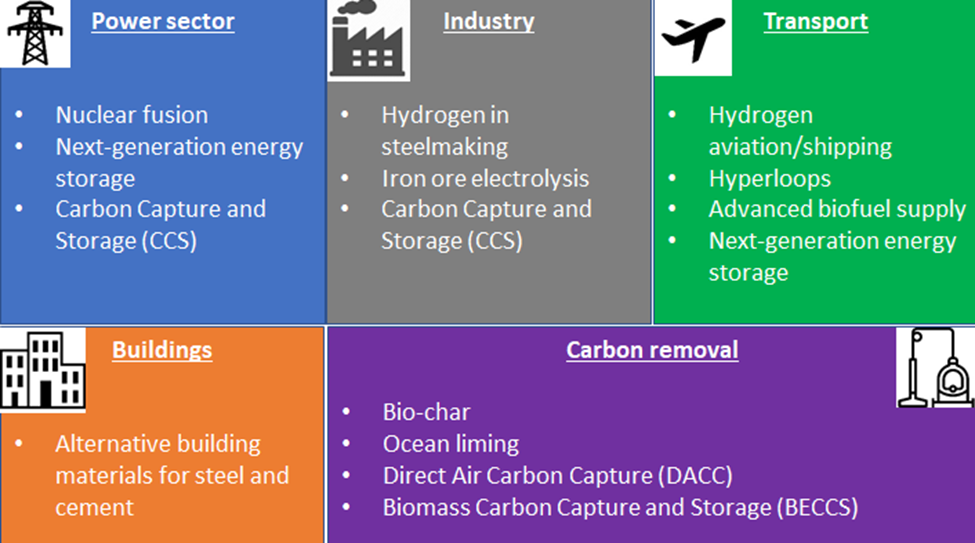 Power sector
• Nuclear fusion
• Next-generation energy
storage
• Carbon Capture and
Storage (CCS)
Industry
• Hydrogen in
steelmaking
• Iron ore electrolysis
• Carbon Capture and
Storage (CCS)
Transport
• Hydrogen
aviation/shipping
• Hyperloops
• Advanced biofuel supply
• Next-generation energy
storage
Buildings
• Alternative building
materials for steel and
cement
Carbon removal
• Bio-char
• Ocean liming
• Direct Air Carbon Capture (DACC)
• Biomass Carbon Capture and Storage (BECCS)